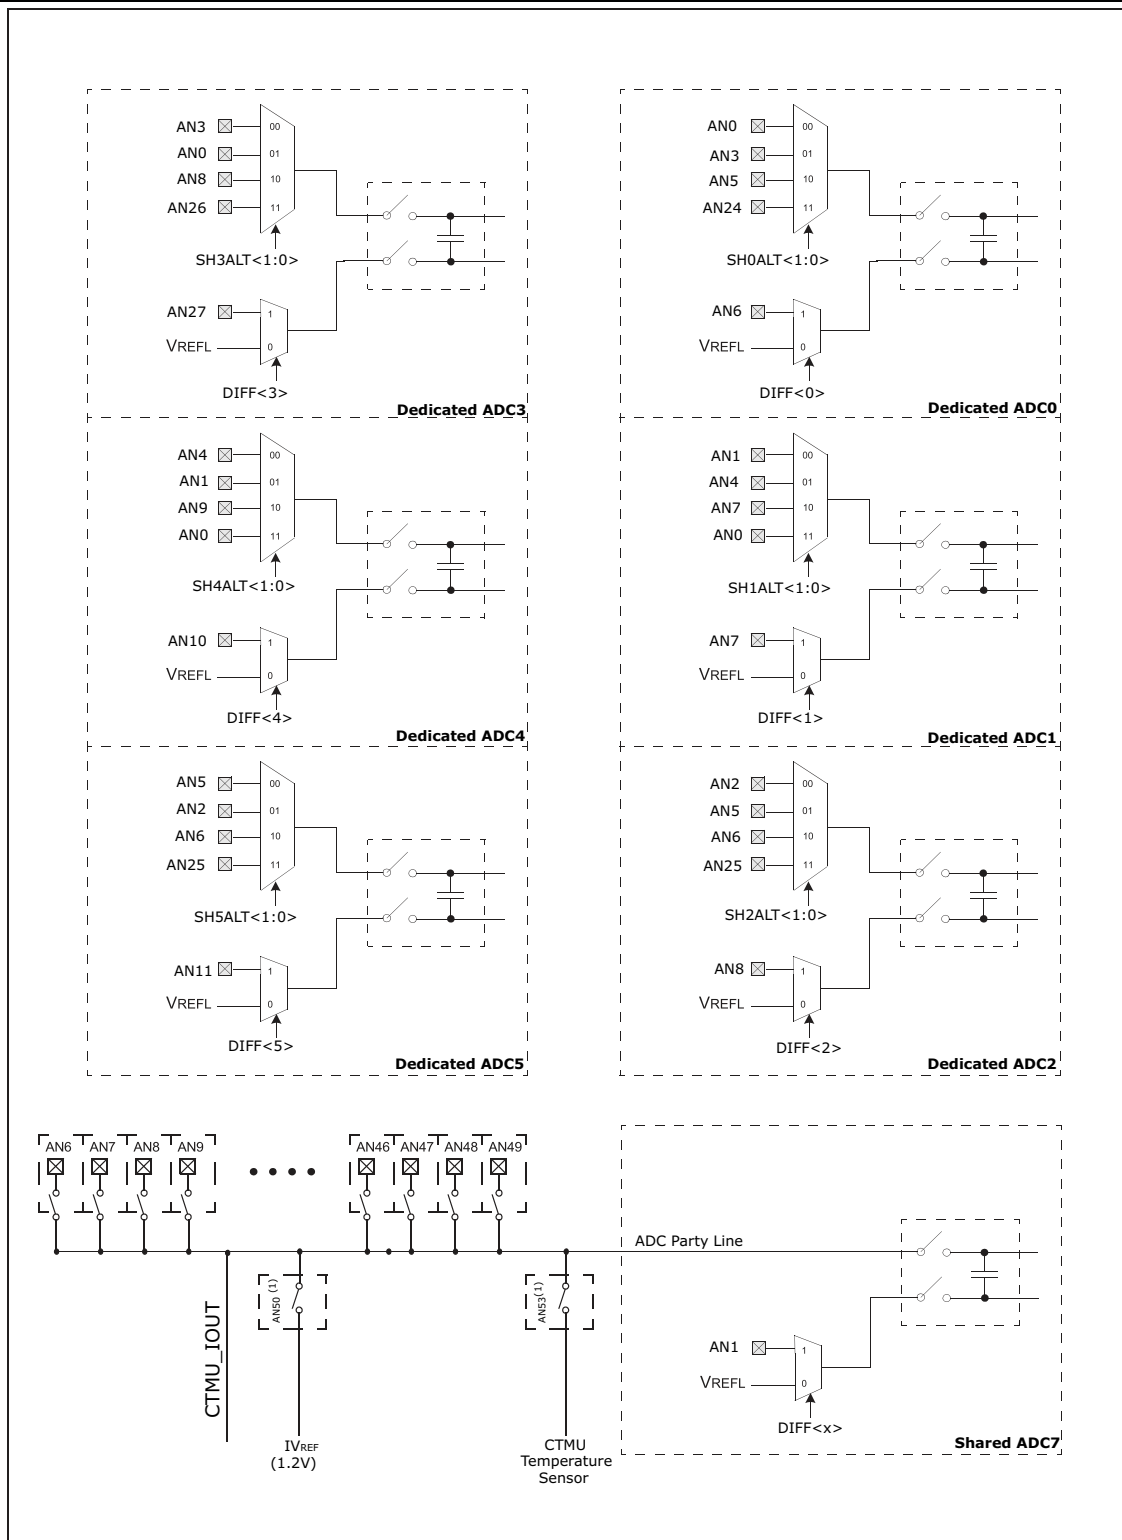 AN3
00
AN0
01
AN8
10
AN26
11
SH3ALT<1:0>
AN27
1
VREFL
0
DIFF<3>
Dedicated ADC3
AN0
00
AN3
01
AN5
10
AN24
11
SH0ALT<1:0>
AN6
1
VREFL
0
DIFF<0>
Dedicated ADC0
AN4
00
AN1
01
AN9
10
AN0
11
SH4ALT<1:0>
AN10
1
VREFL
0
DIFF<4>
Dedicated ADC4
AN1
00
AN4
01
AN7
10
AN0
11
SH1ALT<1:0>
AN7
1
VREFL
0
DIFF<1>
Dedicated ADC1
AN5
00
AN2
01
AN6
10
AN25
11
SH5ALT<1:0>
AN11
1
VREFL
0
DIFF<5>
Dedicated ADC5
AN2
00
AN5
01
AN6
10
AN25
11
SH2ALT<1:0>
AN8
1
VREFL
0
DIFF<2>
Dedicated ADC2
AN6 AN7 AN8 AN9
AN46 AN47 AN48 AN49
ADC Party Line
CTMU_IOUT
AN50 (1)
IVREF
(1.2V)
AN53(1)
CTMU
Temperature
Sensor
AN1
1
VREFL
0
DIFF<x>
Shared ADC7